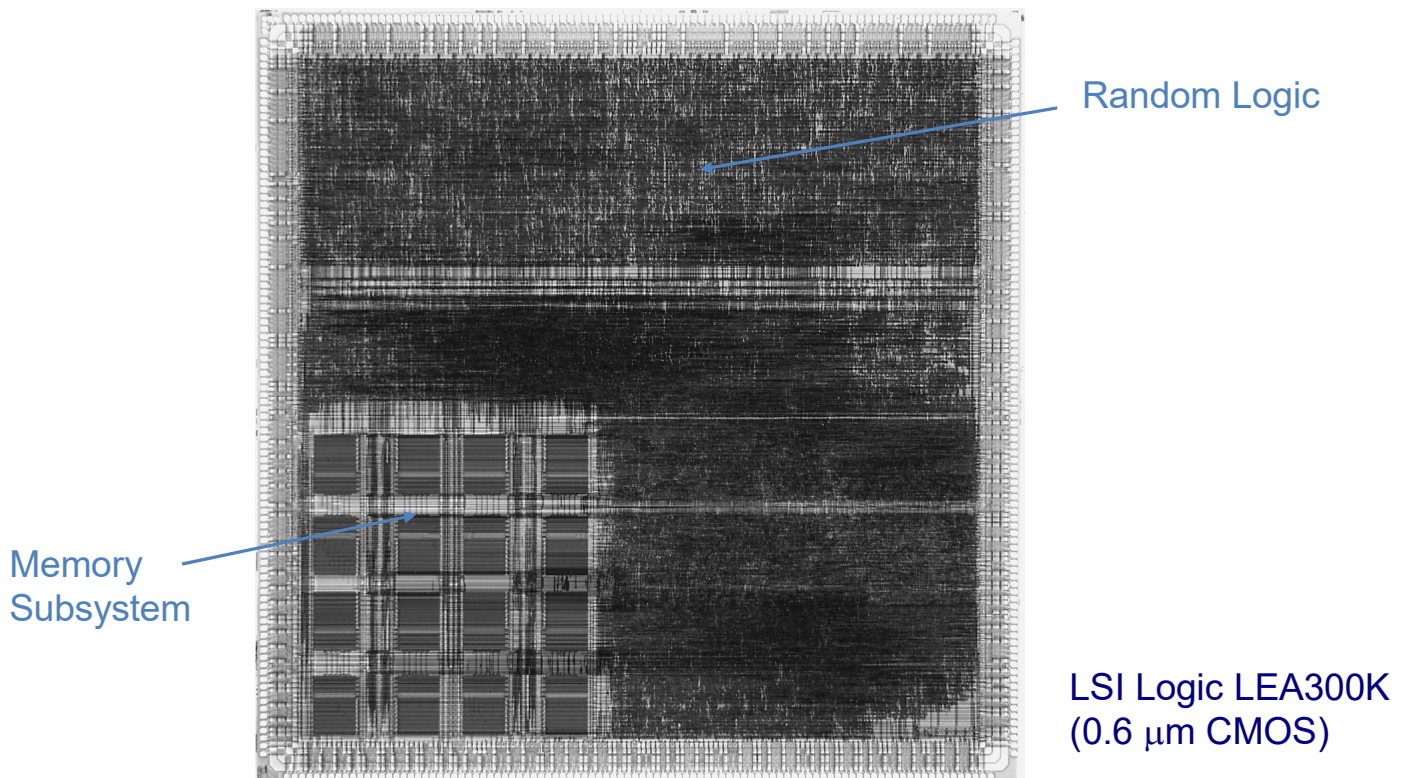 Random Logic
Memory
Subsystem
LSI Logic LEA300K
(0.6 μm CMOS)